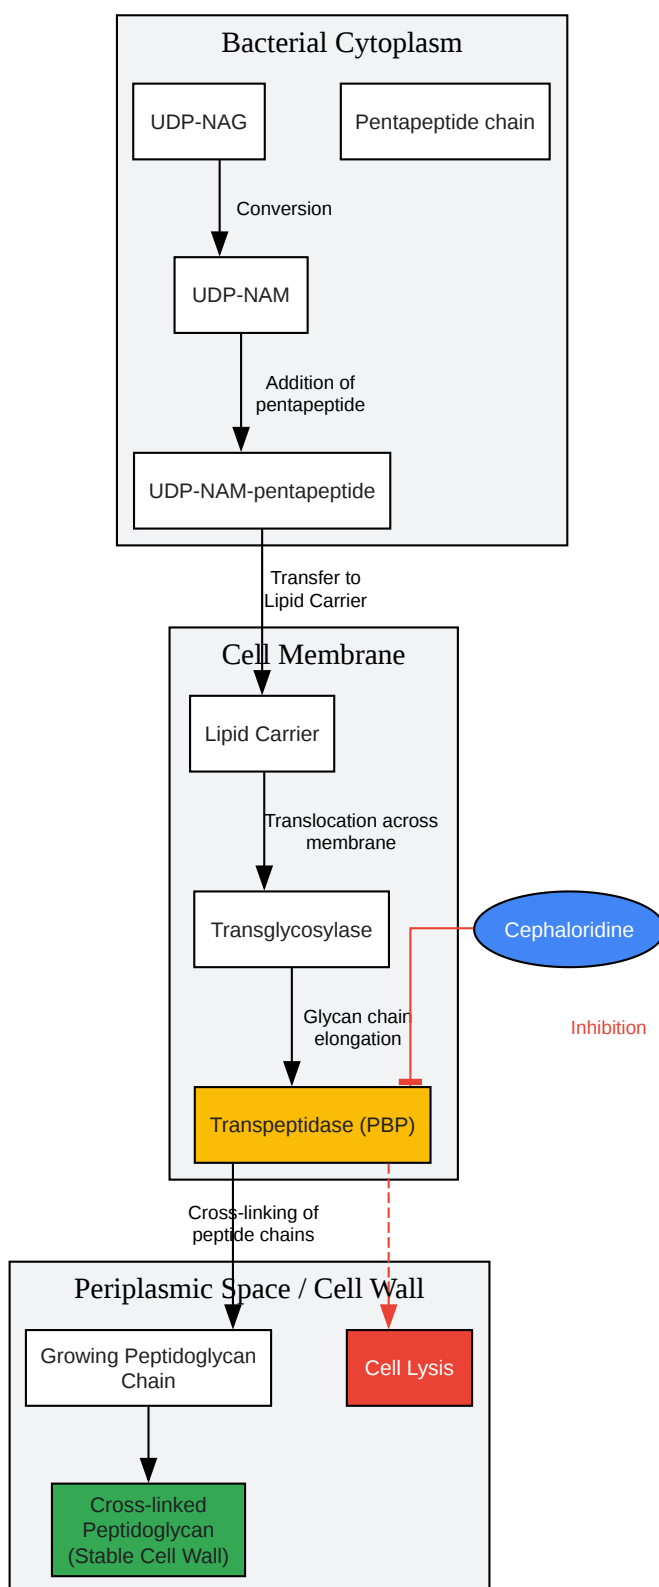 Bacterial Cytoplasm
UDP-NAG
Pentapeptide chain
Conversion
UDP-NAM
Addition of
pentapeptide
UDP-NAM-pentapeptide
Transfer to
Lipid Carrier
Cell Membrane
Lipid Carrier
Translocation across
membrane
Transglycosylase
Cephaloridine
Glycan chain
elongation
Inhibition
Transpeptidase (PBP)
Cross-linking of
peptide chains
Periplasmic Space / Cell Wall
Growing Peptidoglycan
Chain
Cell Lysis
Cross-linked
Peptidoglycan
(Stable Cell Wall)